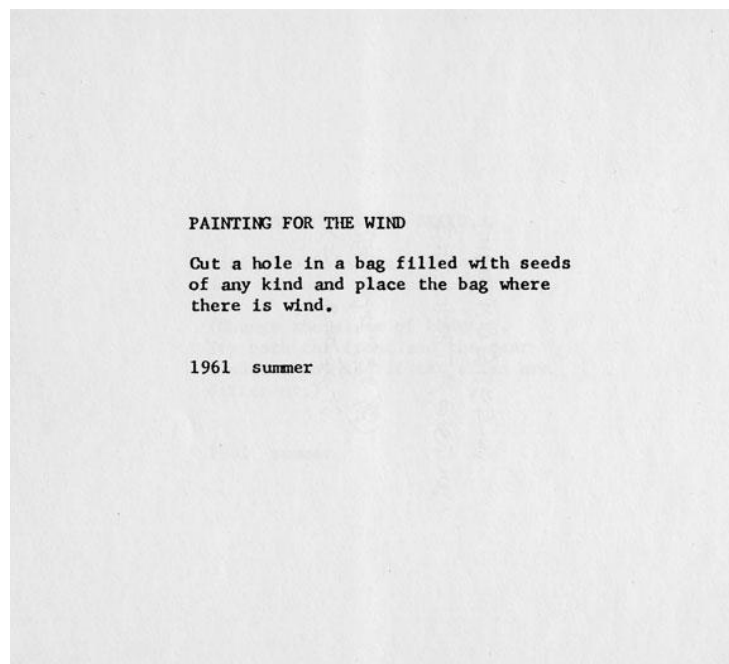 PAINTING FOR THE WIND
Cut a hole in a bag filled with seeds
of any kind and place the bag where
there is wind.
1961 summer